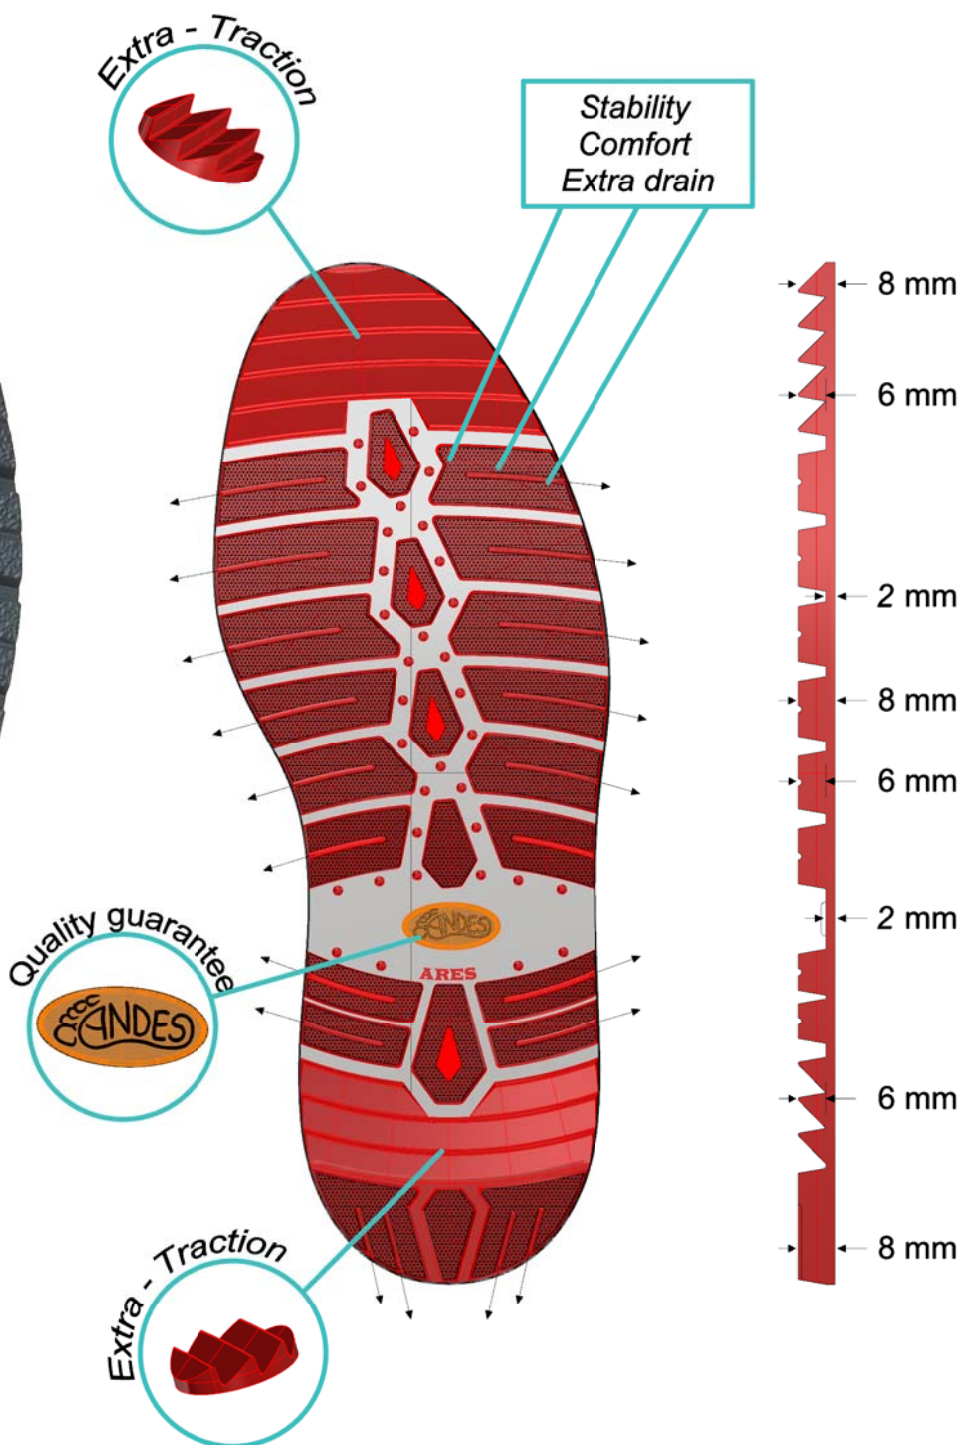 Extra - Traction
Stability
Comfort
Extra drain
8 mm
6 mm
2 mm
8 mm
6 mm
2 mm
6 mm
8 mm
Quality guarantee
ANDES
ANDES
ARES
Extra - Traction